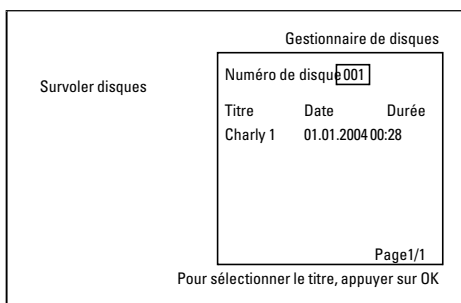 Gestionnaire de disques
Survoler disques
Numéro de disque 001
Titre Date Durée
Charly 1 01.01.2004 00:28
Page1/1
Pour sélectionner le titre, appuyer sur OK